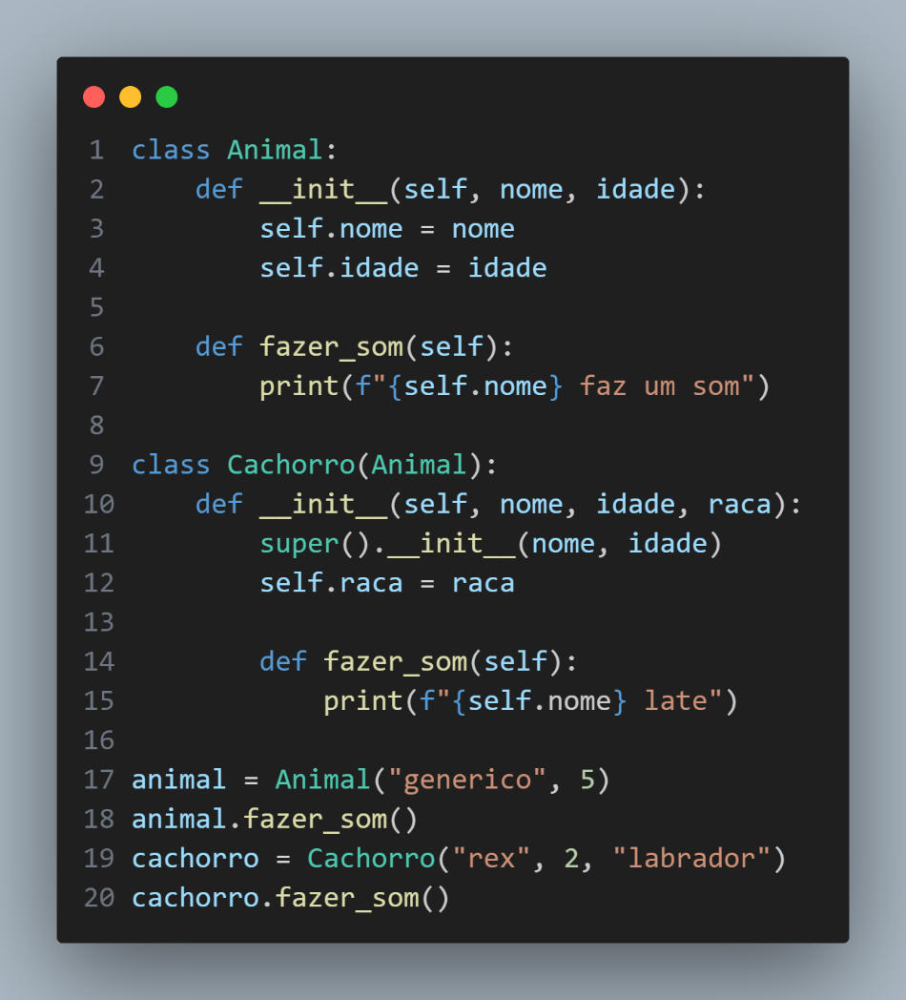 1 class Animal:
2     def __init__(self, nome, idade):
3         self.nome = nome
4         self.idade = idade
5
6     def fazer_som(self):
7         print(f"{self.nome} faz um som")
8
9 class Cachorro(Animal):
10     def __init__(self, nome, idade, raca):
11         super().__init__(nome, idade)
12         self.raca = raca
13
14         def fazer_som(self):
15             print(f"{self.nome} late")
16
17 animal = Animal("generico", 5)
18 animal.fazer_som()
19 cachorro = Cachorro("rex", 2, "labrador")
20 cachorro.fazer_som()